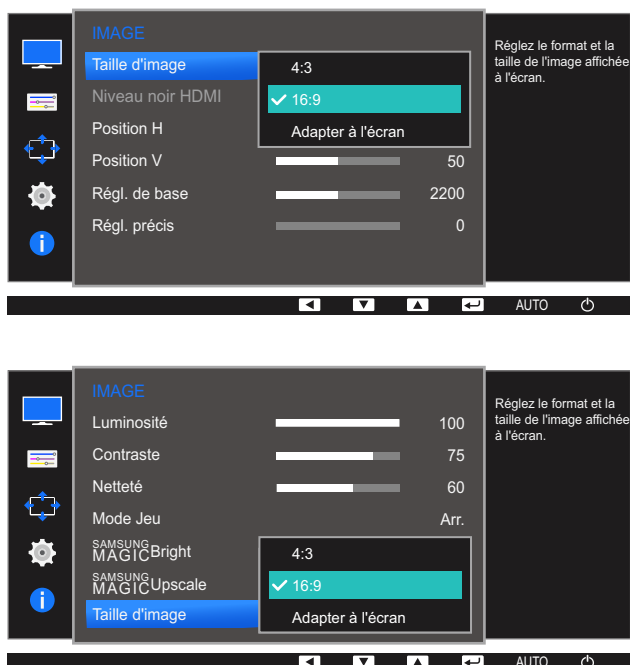 IMAGE
Taille d'image
Niveau noir HDMI
Position H
Position V
50
Régl. de base
2200
Régl. précis
0
4:3
16:9
Adapter à l'écran
Réglez le format et la
taille de l'image affichée
à l'écran.
AUTO
IMAGE
Luminosité
100
Contraste
75
Netteté
60
Mode Jeu
Arr.
SAMSUNG
MAGICBright
SAMSUNG
MAGICUpscale
Taille d'image
4:3
16:9
Adapter à l'écran
Réglez le format et la
taille de l'image affichée
à l'écran.
AUTO